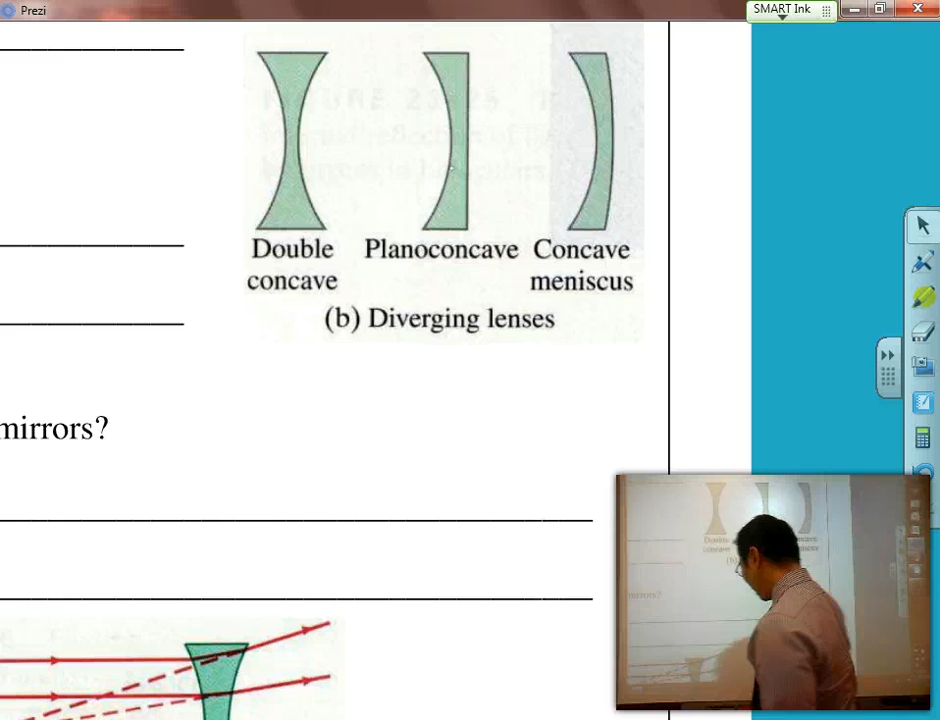 Prezi
SMART Ink
Double Planoconcave Concave
concave meniscus
(b) Diverging lenses
mirrors?